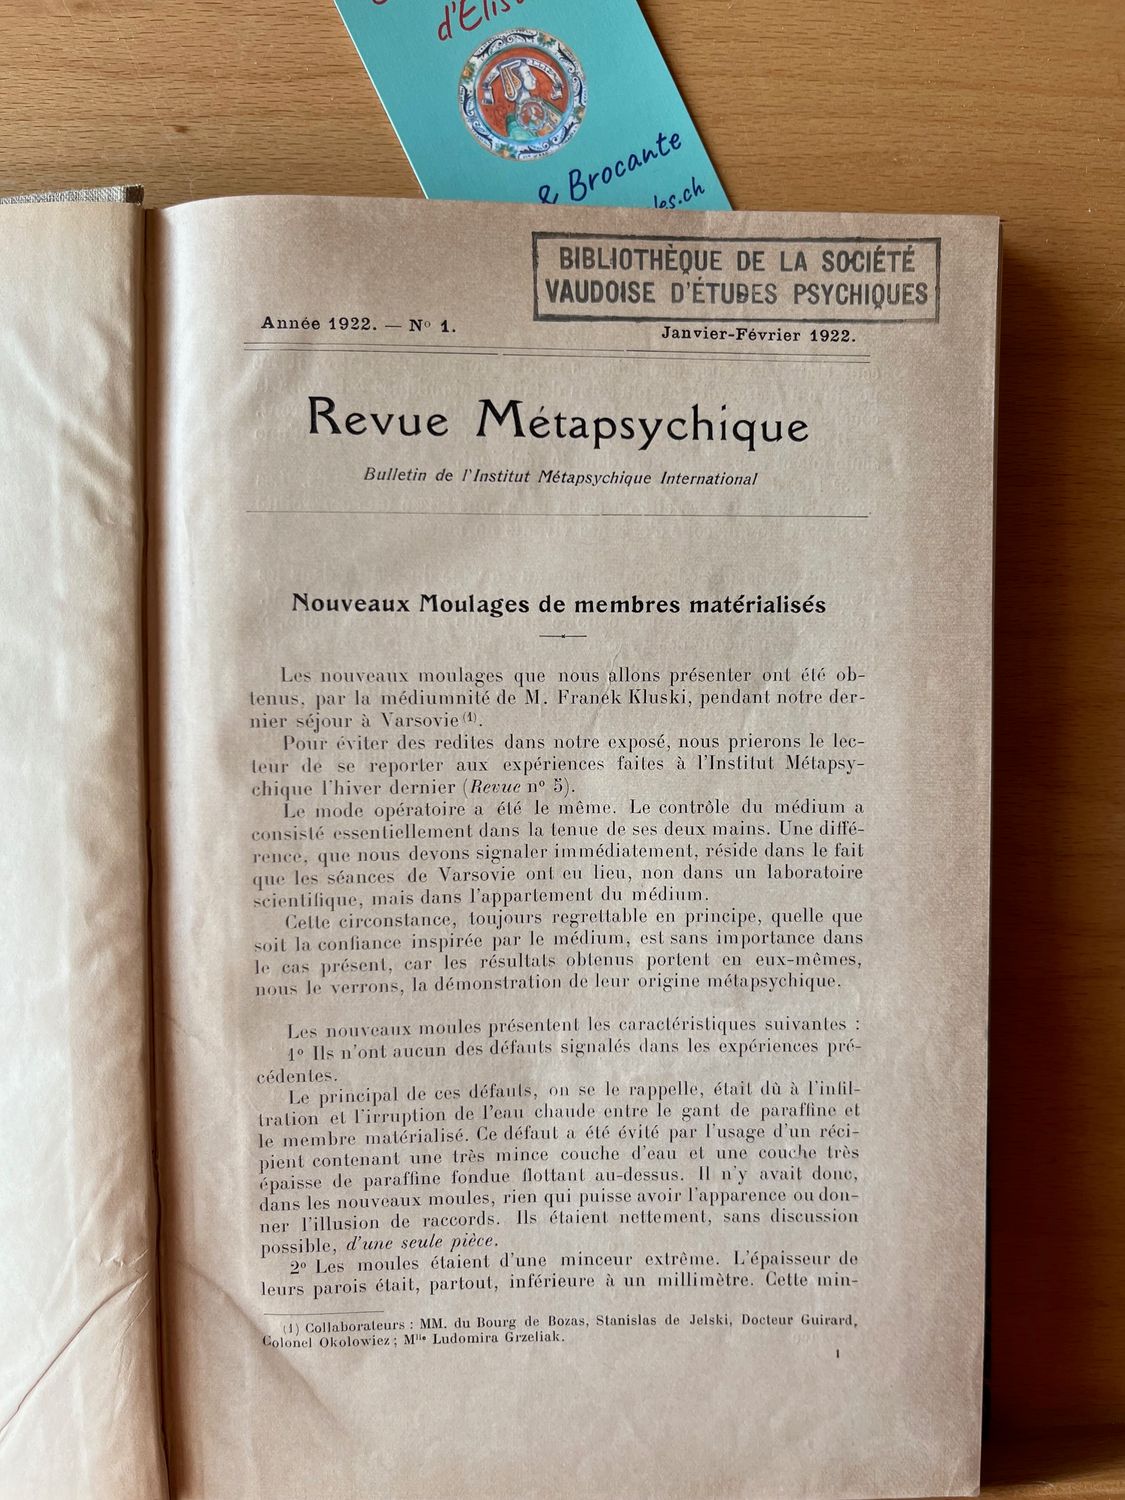 d'Elis
& Brocante
les.ch
BIBLIOTHÈQUE DE LA SOCIÉTÉ
VAUDOISE D'ÉTUDES PSYCHIQUES
Année 1922. — Nº 1.
Janvier-Février 1922.
Revue Métapsychique
Bulletin de l'Institut Métapsychique International
Nouveaux Moulages de membres matérialisés
Les nouveaux moulages que nous allons présenter ont été ob-
tenus, par la médiumnité de M. Franek Kluski, pendant notre der-
nier séjour à Varsovie (1).
Pour éviter des redites dans notre exposé, nous prierons le lec-
teur de se reporter aux expériences faites à l'Institut Métapsy-
chique l'hiver dernier (Revue nº 5).
Le mode opératoire a été le même. Le contrôle du médium a
consisté essentiellement dans la tenue de ses deux mains. Une diffé-
rence, que nous devons signaler immédiatement, réside dans le fait
que les séances de Varsovie ont eu lieu, non dans un laboratoire
scientifique, mais dans l'appartement du médium.
Cette circonstance, toujours regrettable en principe, quelle que
soit la confiance inspirée par le médium, est sans importance dans
le cas présent, car les résultats obtenus portent en eux-mêmes,
nous le verrons, la démonstration de leur origine métapsychique.
Les nouveaux moules présentent les caractéristiques suivantes :
1º Ils n'ont aucun des défauts signalés dans les expériences pré-
cédentes.
Le principal de ces défauts, on se le rappelle, était dû à l'infil-
tration et l'irruption de l'eau chaude entre le gant de paraffine et
le membre matérialisé. Ce défaut a été évité par l'usage d'un réci-
pient contenant une très mince couche d'eau et une couche très
épaisse de paraffine fondue flottant au-dessus. Il n'y avait donc,
dans les nouveaux moules, rien qui puisse avoir l'apparence ou don-
ner l'illusion de raccords. Ils étaient nettement, sans discussion
possible, d'une seule pièce.
2º Les moules étaient d'une minceur extrême. L'épaisseur de
leurs parois était, partout, inférieure à un millimètre. Cette min-
(1) Collaborateurs : MM. du Bourg de Bozas, Stanislas de Jelski, Docteur Guirard,
Colonel Okolowiez ; Mlle Ludomira Grzeliak.
1